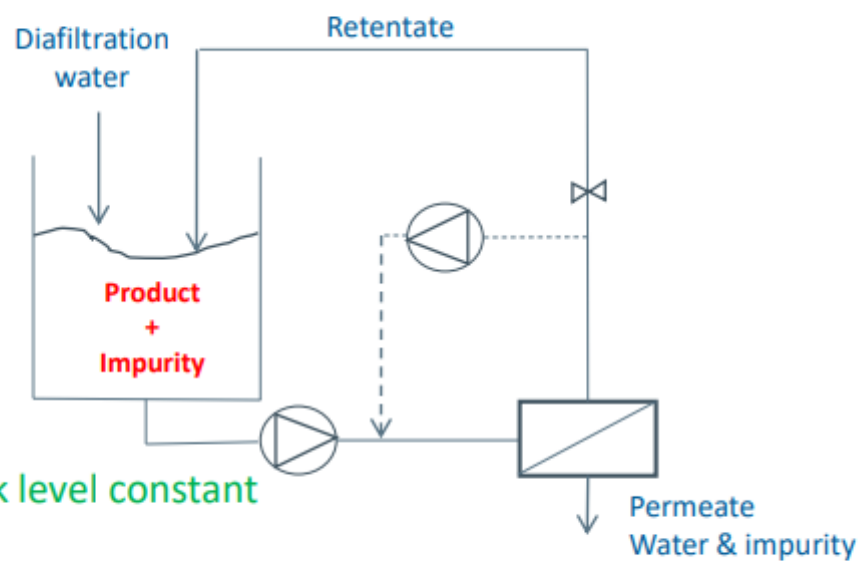 Diafiltration
water
Retentate
Product
+
Impurity
level constant
Permeate
Water & impurity